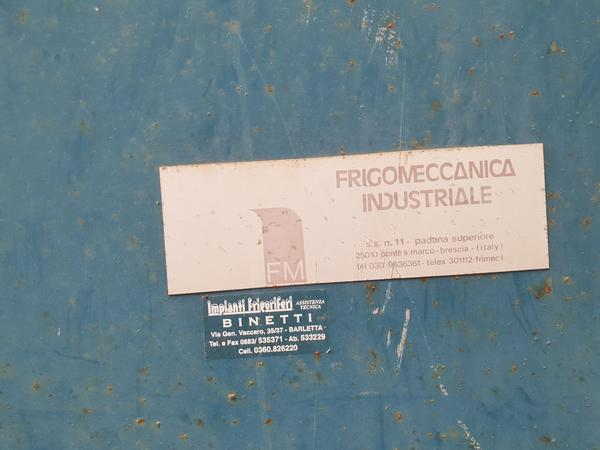 FRIGOMECCANICA
INDUSTRIALE
s.s. n. 11 - padana superiore
25010 ponte s. marco - brescia - (italy)
tel. 030-9636361 - telex 301112 - frimec i
FM
Impianti Frigoriferi ASSISTENZA TECNICA
BINETTI
Via Gen. Vaccaro, 35/37 - BARLETTA
Tel. e Fax 0883/ 535371 - Ab. 533229
Cell. 0360.826220